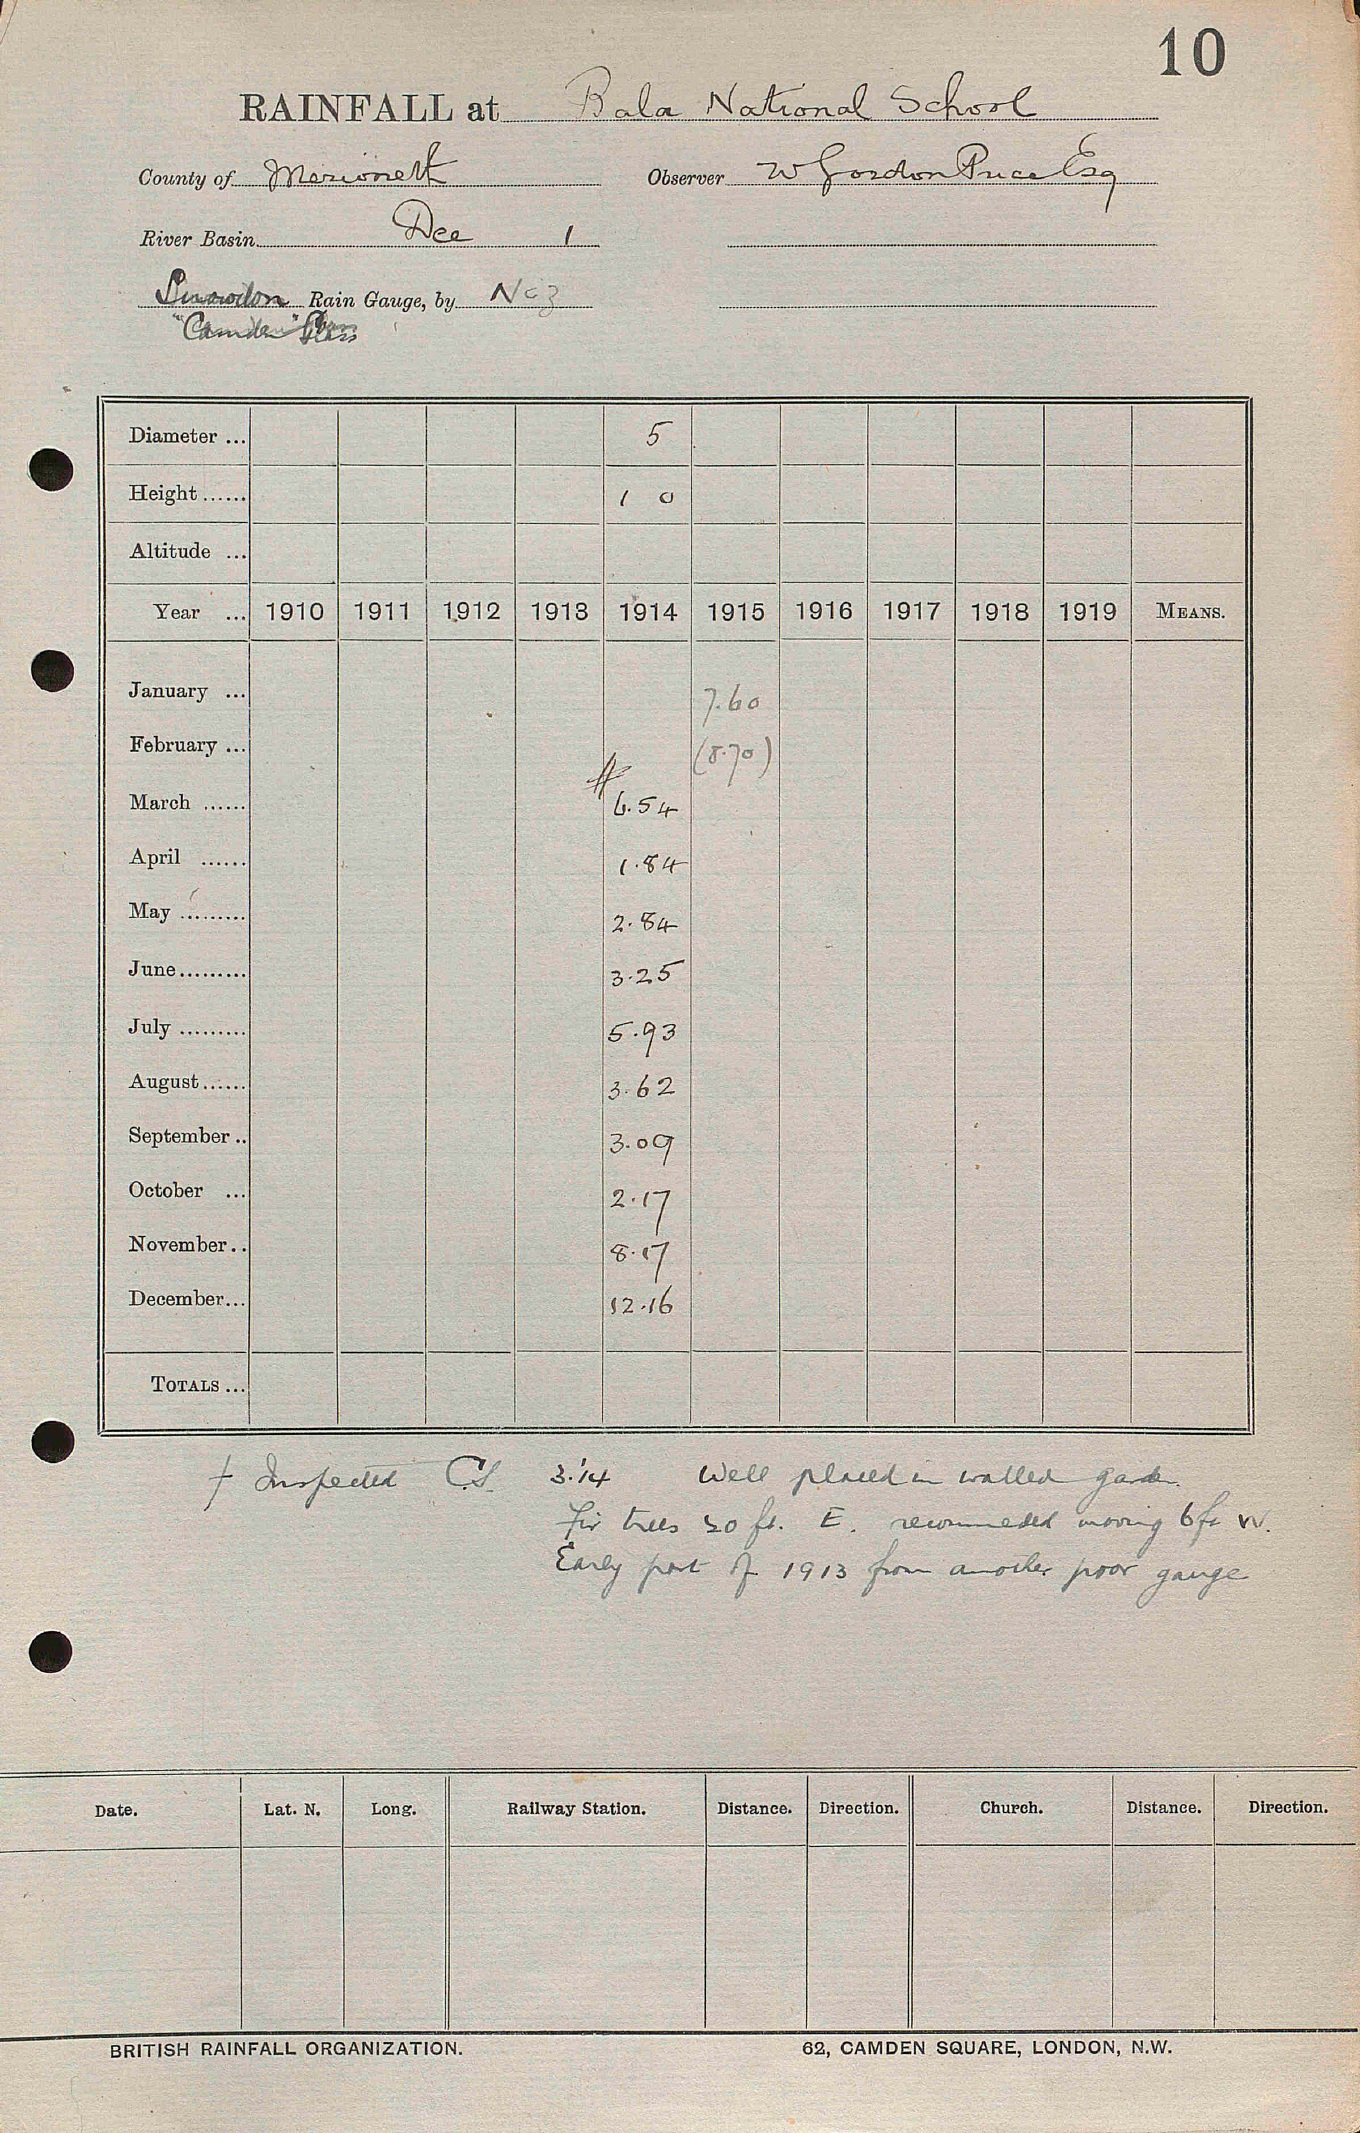 10
RAINFALL at Bala National School
County of Merioneth Observer W Gordon Price Esq
River Basin Dee 1
Snowdon Rain Gauge, by N & Z
"Camden" Glass
Diameter ... 5
Height ...... 1 0
Altitude ...
Year ... 1910 1911 1912 1913 1914 1915 1916 1917 1918 1919 MEANS.
January ... 7.60
February ... (8.70)
March ...... 6.54
April ...... 1.84
May ......... 2.84
June ......... 3.25
July ......... 5.93
August ...... 3.62
September .. 3.09
October ... 2.17
November .. 8.17
December ... 12.16
TOTALS ...
† Inspected C.S. 3.'14 Well placed in walled garden.
Fir trees 20 ft. E. recommended moving 6 ft W.
Early part of 1913 from another poor gauge
Date. Lat. N. Long. Railway Station. Distance. Direction. Church. Distance. Direction.
BRITISH RAINFALL ORGANIZATION. 62, CAMDEN SQUARE, LONDON, N.W.